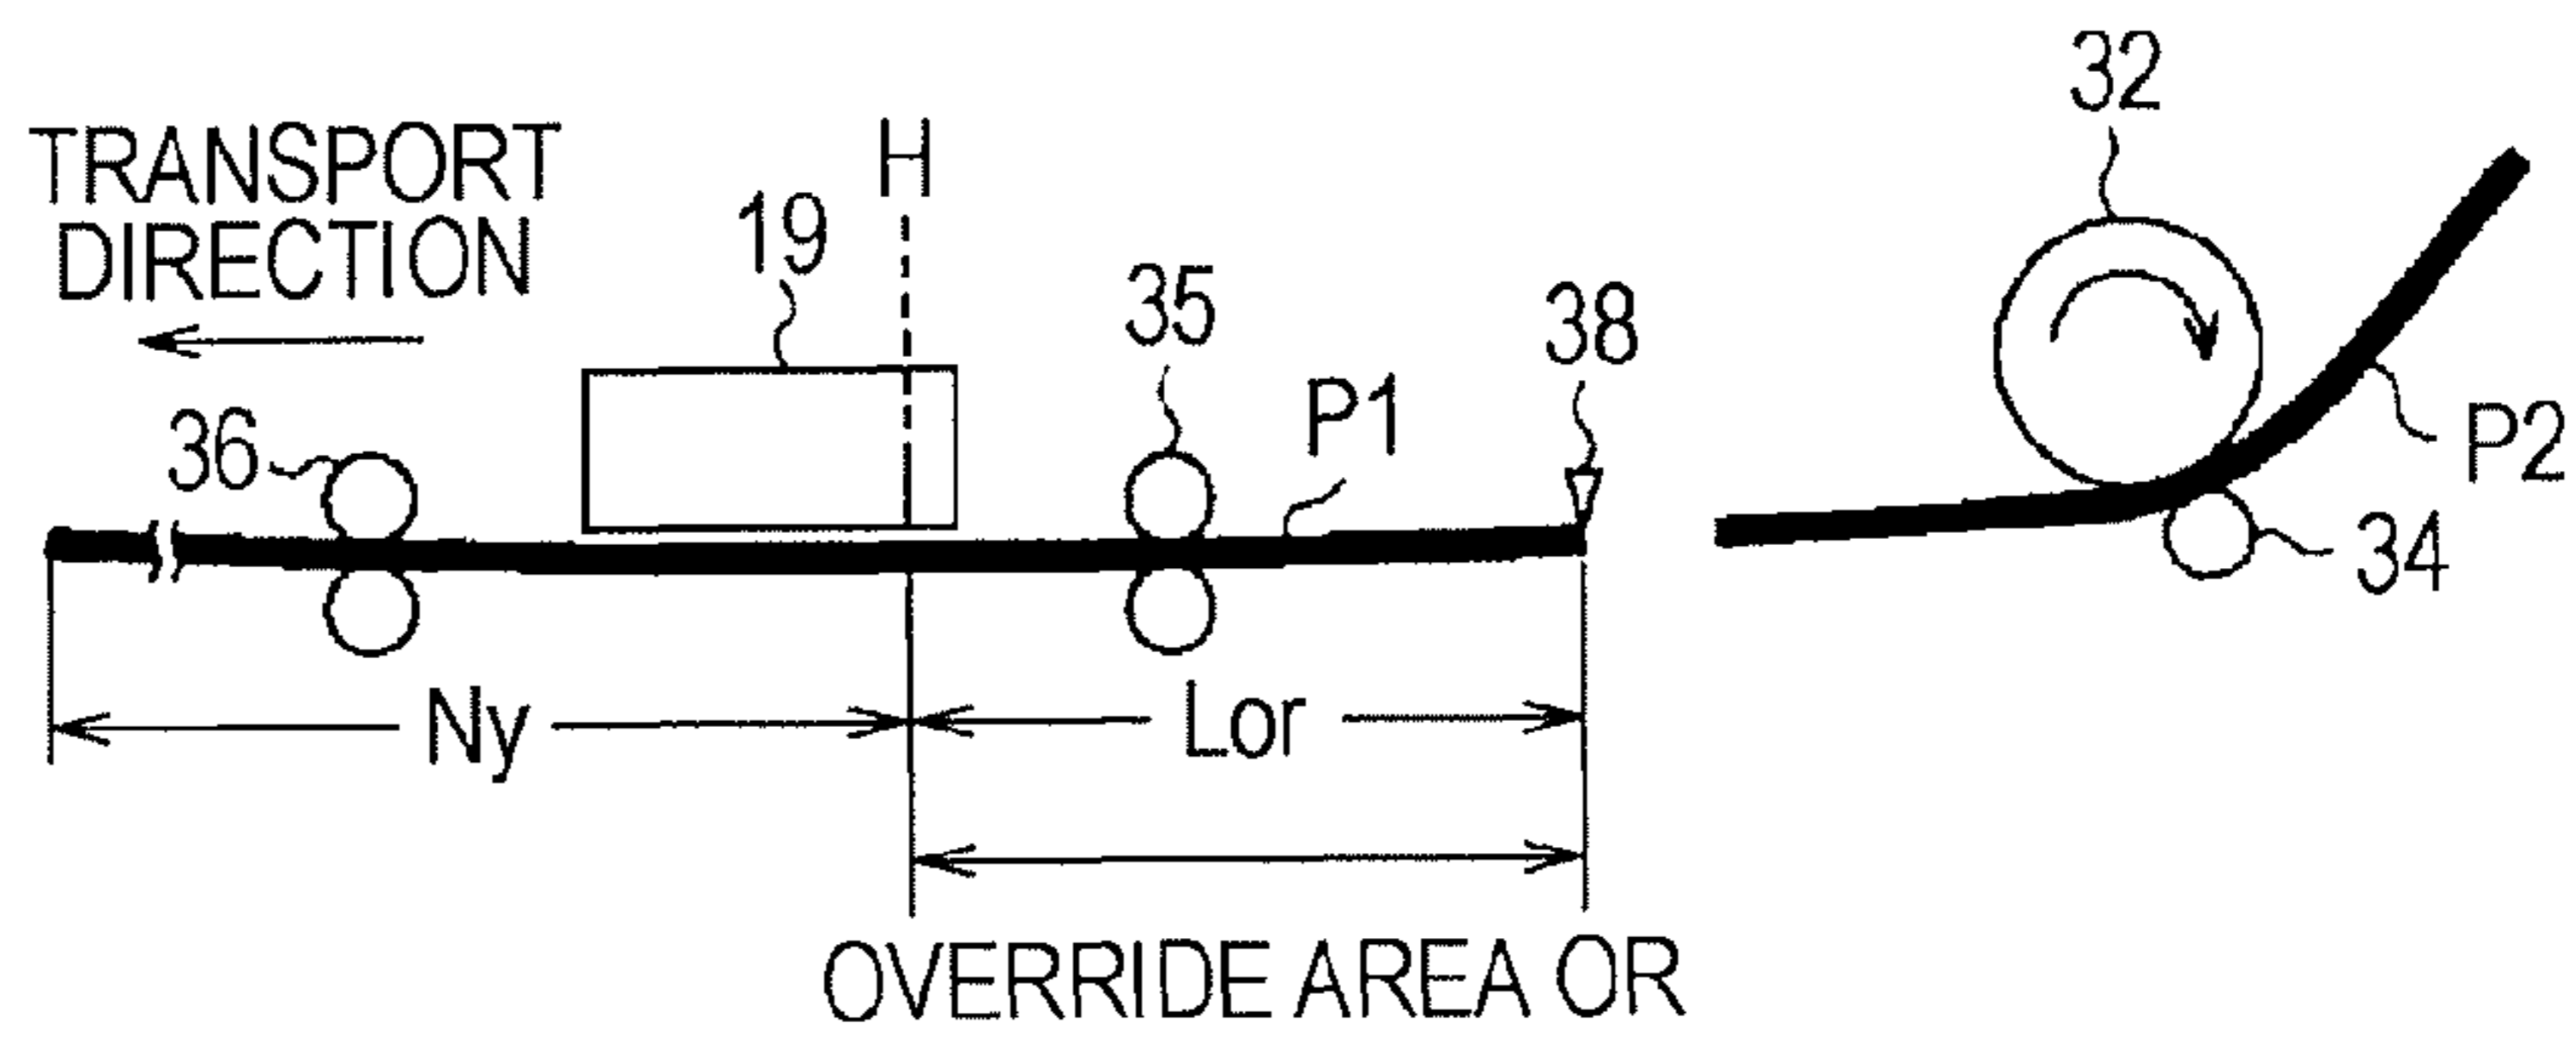 TRANSPORT
DIRECTION
H
19
32
35
38
36
P1
P2
34
Ny
Lor
OVERRIDE AREA OR